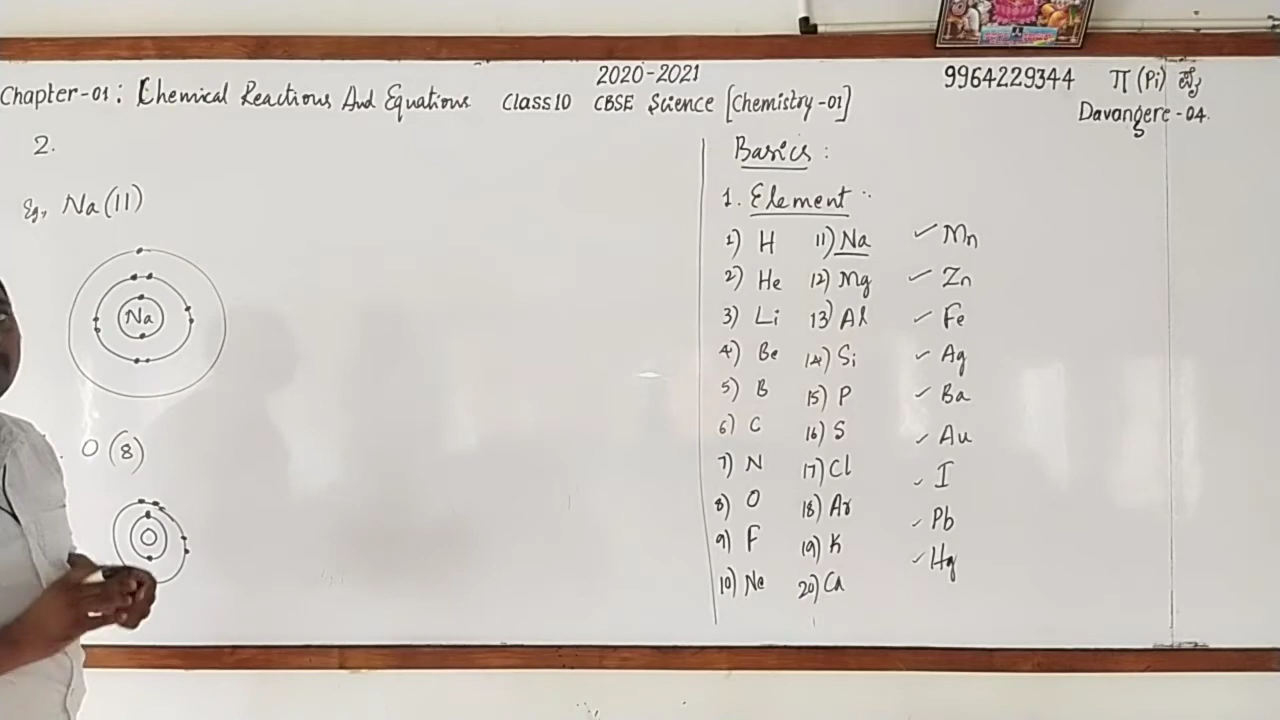 2020-2021
9964229344 π (Pi) ಪ್ಲಸ್
Chapter-01: Chemical Reactions And Equations Class 10 CBSE Science [Chemistry-01]
Davangere-04.
2.
Eg, Na(11)
Na
O (8)
O
Basics:
1. Element :
1) H 11) Na ✓ Mn
2) He 12) Mg ✓ Zn
3) Li 13) Al ✓ Fe
4) Be 14) Si ✓ Ag
5) B 15) P ✓ Ba
6) C 16) S ✓ Au
7) N 17) Cl ✓ I
8) O 18) Ar ✓ Pb
9) F 19) K ✓ Hg
10) Ne 20) Ca